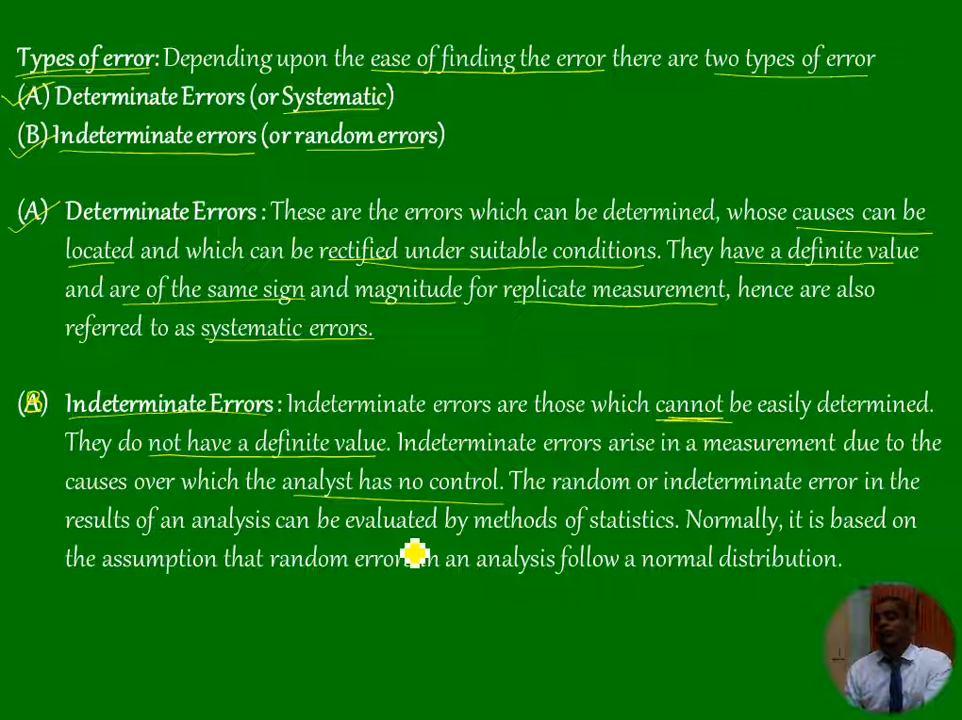 Types of error: Depending upon the ease of finding the error there are two types of error
(A) Determinate Errors (or Systematic)
(B) Indeterminate errors (or random errors)
(A) Determinate Errors : These are the errors which can be determined, whose causes can be
located and which can be rectified under suitable conditions. They have a definite value
and are of the same sign and magnitude for replicate measurement, hence are also
referred to as systematic errors.
(B) Indeterminate Errors : Indeterminate errors are those which cannot be easily determined.
They do not have a definite value. Indeterminate errors arise in a measurement due to the
causes over which the analyst has no control. The random or indeterminate error in the
results of an analysis can be evaluated by methods of statistics. Normally, it is based on
the assumption that random errors in an analysis follow a normal distribution.